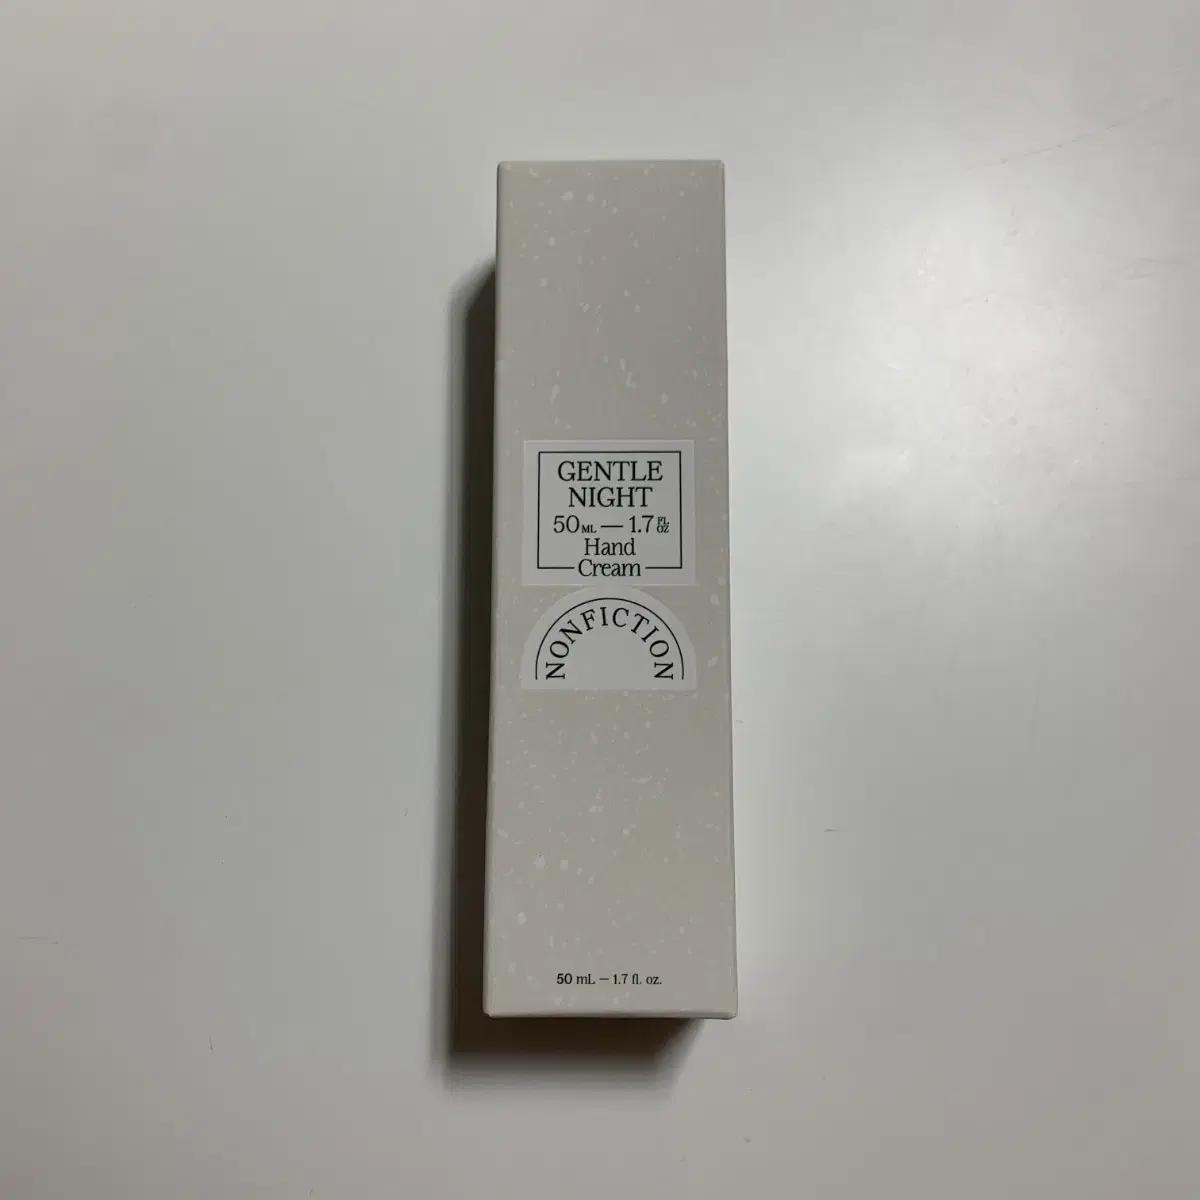 GENTLE
NIGHT
50ML — 1.7 FL OZ
Hand
Cream
NONFICTION
50 mL — 1.7 fl. oz.